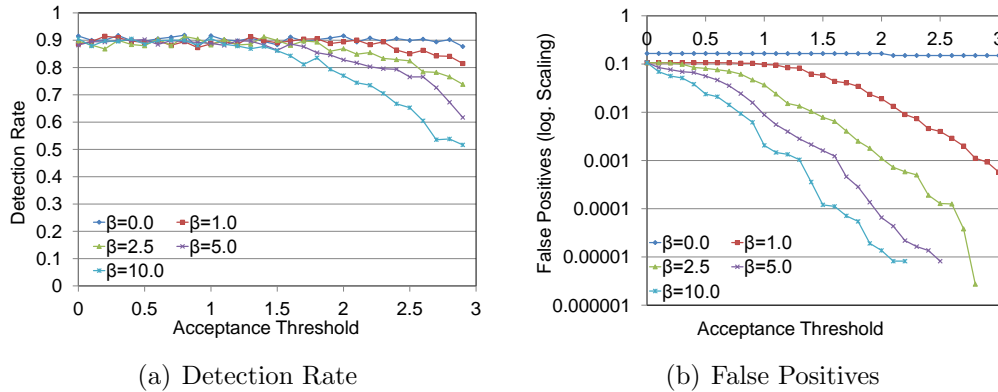 1
0.9
0.8
0.7
0.6
0.5
0.4
0.3
0.2
0.1
0
Detection Rate
β=0.0 β=1.0
β=2.5 β=5.0
β=10.0
0 0.5 1 1.5 2 2.5 3
Acceptance Threshold
(a) Detection Rate
0 0.5 1 1.5 2 2.5 3
1
0.1
0.01
0.001
0.0001
0.00001
0.000001
False Positives (log. Scaling)
β=0.0 β=1.0
β=2.5 β=5.0
β=10.0
Acceptance Threshold
(b) False Positives